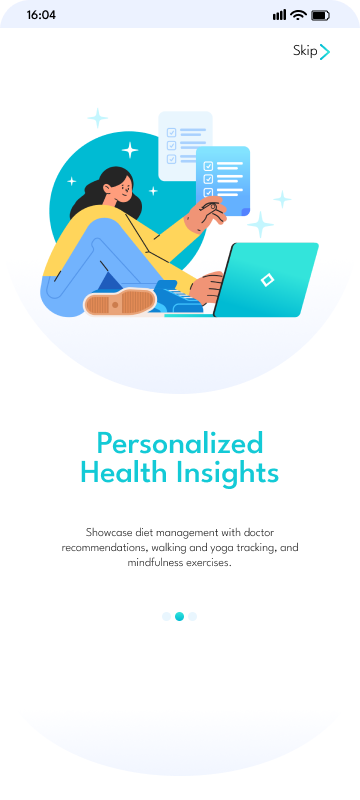 16:04
Skip
Personalized
Health Insights
Showcase diet management with doctor
recommendations, walking and yoga tracking, and
mindfulness exercises.